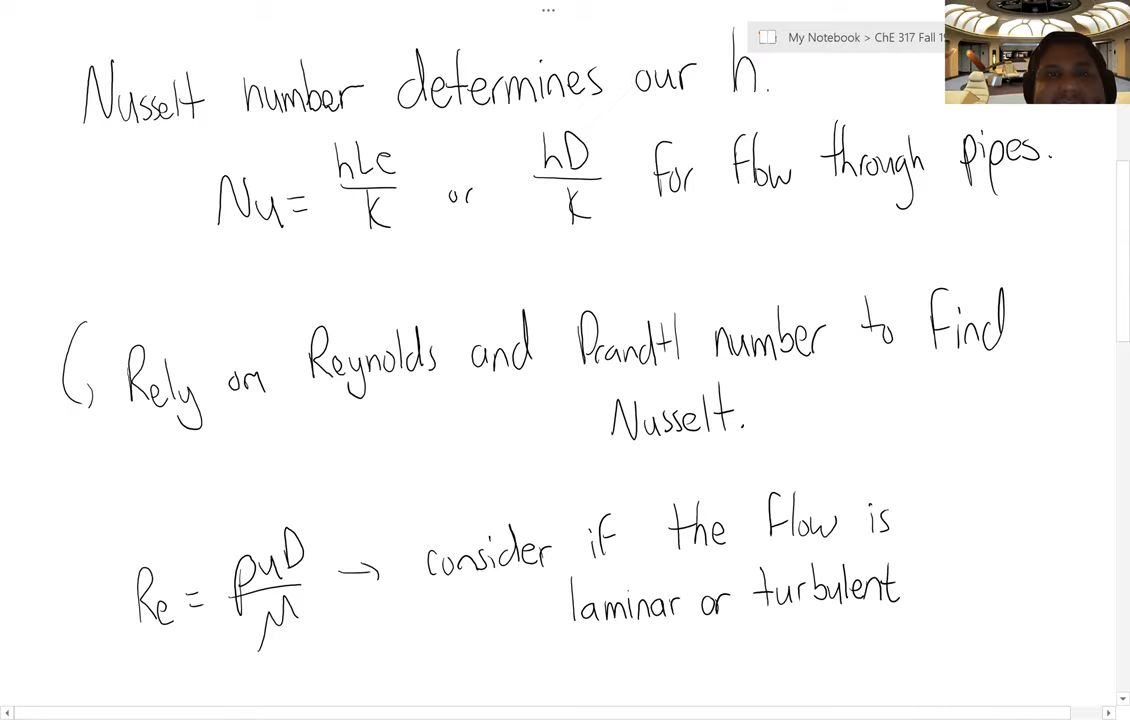 My Notebook > ChE 317 Fall 1
Nusselt number determines our h.
Nu = hLc/k or hD/k for flow through pipes.
Rely on Reynolds and Prandtl number to find
Nusselt.
Re = ρuD/μ → consider if the flow is
laminar or turbulent